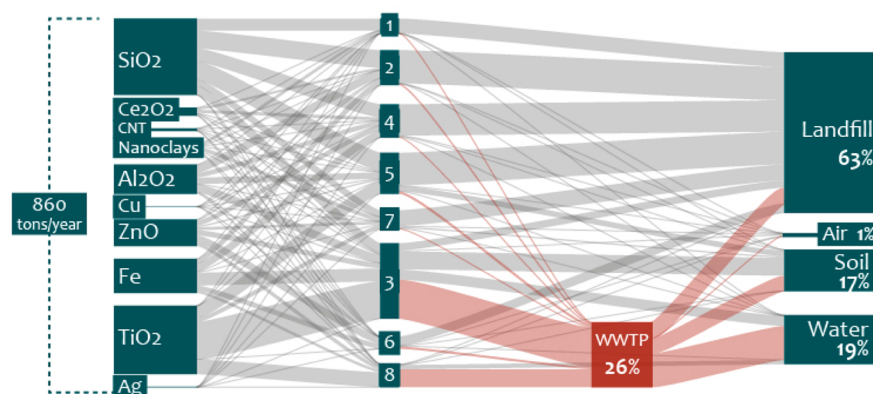 860
tons/year
SiO2
Ce2O2
CNT
Nanoclays
Al2O2
Cu
ZnO
Fe
TiO2
Ag
1
2
4
5
7
3
6
8
WWTP
26%
Landfill
63%
Air 1%
Soil
17%
Water
19%